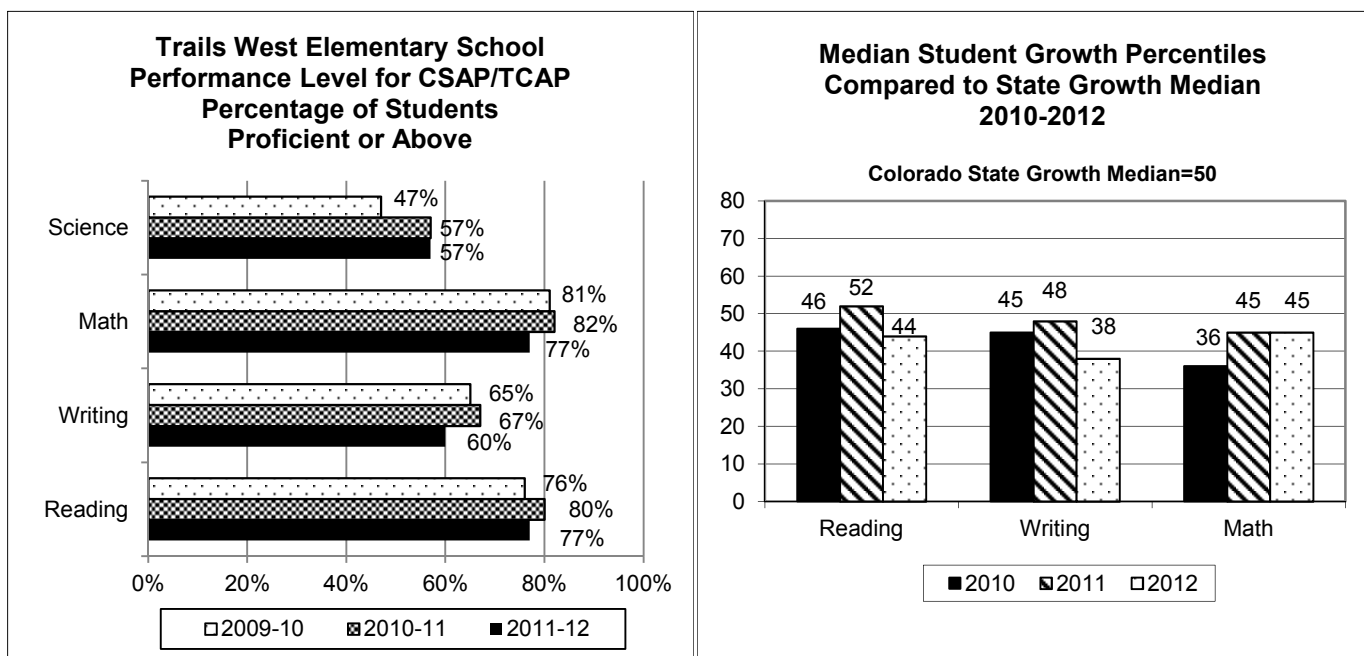 Trails West Elementary School
Performance Level for CSAP/TCAP
Percentage of Students
Proficient or Above
Science
47%
57%
57%
Math
81%
82%
77%
Writing
65%
67%
60%
Reading
76%
80%
77%
0% 20% 40% 60% 80% 100%
2009-10 2010-11 2011-12
Median Student Growth Percentiles
Compared to State Growth Median
2010-2012
Colorado State Growth Median=50
80
70
60
50
40
30
20
10
0
46 52 44
45 48 38
36 45 45
Reading Writing Math
2010 2011 2012